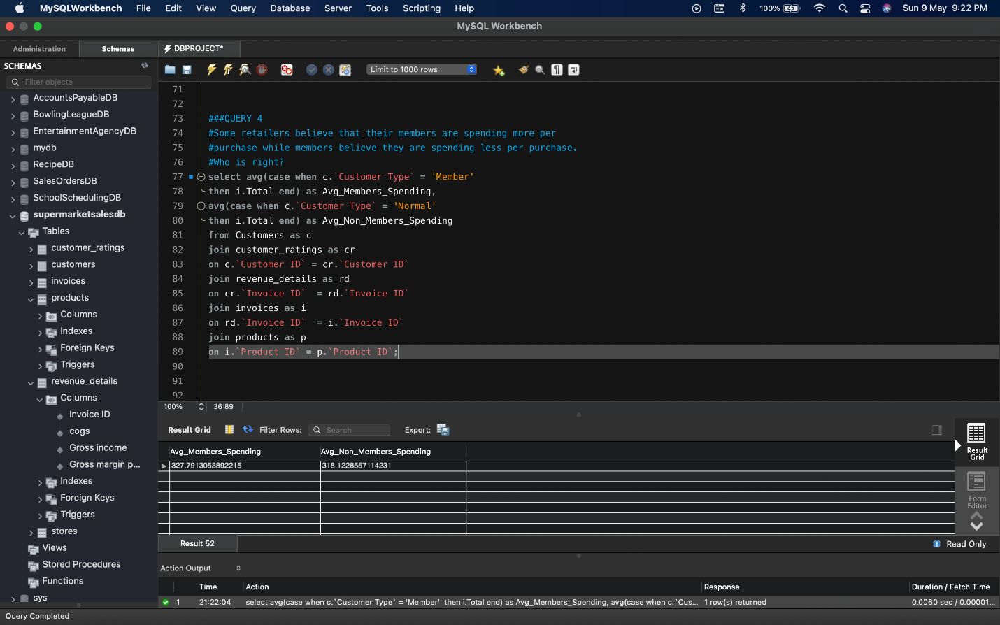 MySQLWorkbench File Edit View Query Database Server Tools Scripting Help 100% Sun 9 May 9:22 PM
MySQL Workbench
Administration Schemas DBPROJECT*
SCHEMAS
Filter objects
AccountsPayableDB
BowlingLeagueDB
EntertainmentAgencyDB
mydb
RecipeDB
SalesOrdersDB
SchoolSchedulingDB
supermarketsalesdb
Tables
customer_ratings
customers
invoices
products
Columns
Indexes
Foreign Keys
Triggers
revenue_details
Columns
Invoice ID
cogs
Gross income
Gross margin p...
Indexes
Foreign Keys
Triggers
stores
Views
Stored Procedures
Functions
sys
Limit to 1000 rows
71
72
73 ###QUERY 4
74 #Some retailers believe that their members are spending more per
75 #purchase while members believe they are spending less per purchase.
76 #Who is right?
77 select avg(case when c.`Customer Type` = 'Member'
78 then i.Total end) as Avg_Members_Spending,
79 avg(case when c.`Customer Type` = 'Normal'
80 then i.Total end) as Avg_Non_Members_Spending
81 from Customers as c
82 join customer_ratings as cr
83 on c.`Customer ID` = cr.`Customer ID`
84 join revenue_details as rd
85 on cr.`Invoice ID`  = rd.`Invoice ID`
86 join invoices as i
87 on rd.`Invoice ID`  = i.`Invoice ID`
88 join products as p
89 on i.`Product ID` = p.`Product ID`;
90
91
92
100% 36:89
Result Grid Filter Rows: Search Export:
Avg_Members_Spending Avg_Non_Members_Spending
327.7913053892215 318.1228557114231
Result Grid
Form Editor
Result 52 Read Only
Action Output
Time Action Response Duration / Fetch Time
1 21:22:04 select avg(case when c.`Customer Type` = 'Member'  then i.Total end) as Avg_Members_Spending, avg(case when c.`Cus... 1 row(s) returned 0.0060 sec / 0.00001...
Query Completed